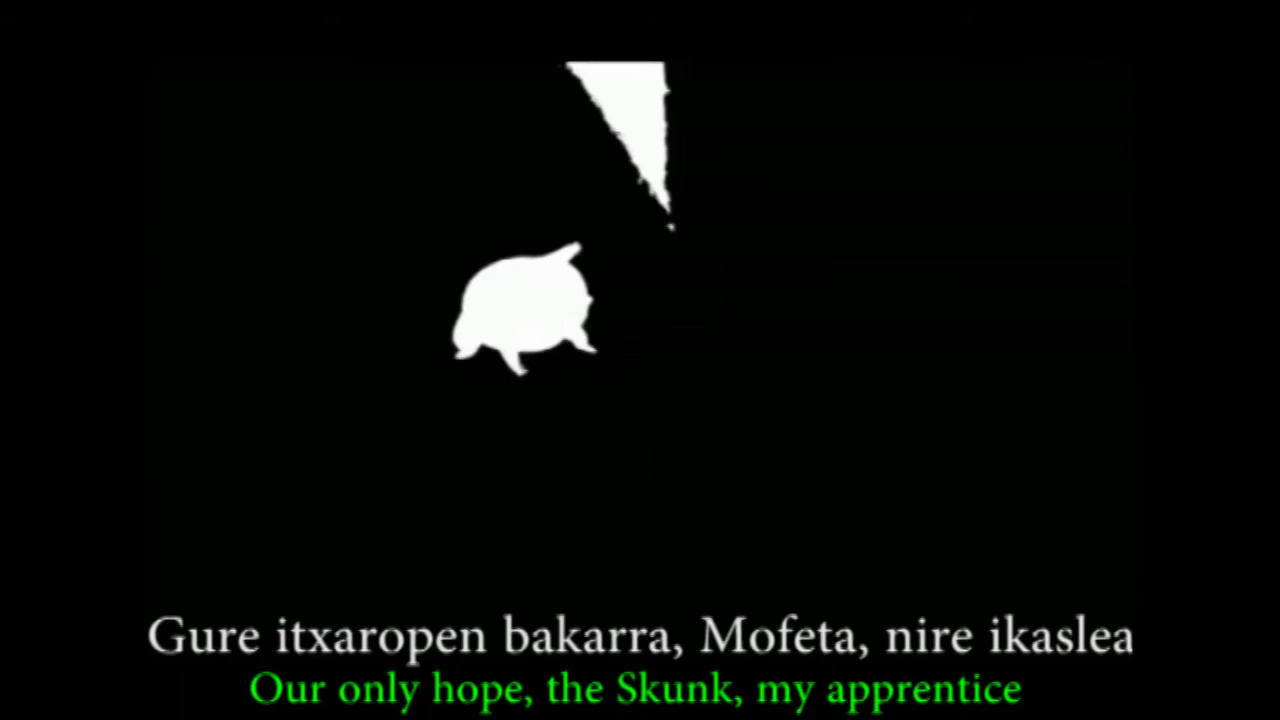 Gure itxaropen bakarra, Mofeta, nire ikaslea
Our only hope, the Skunk, my apprentice